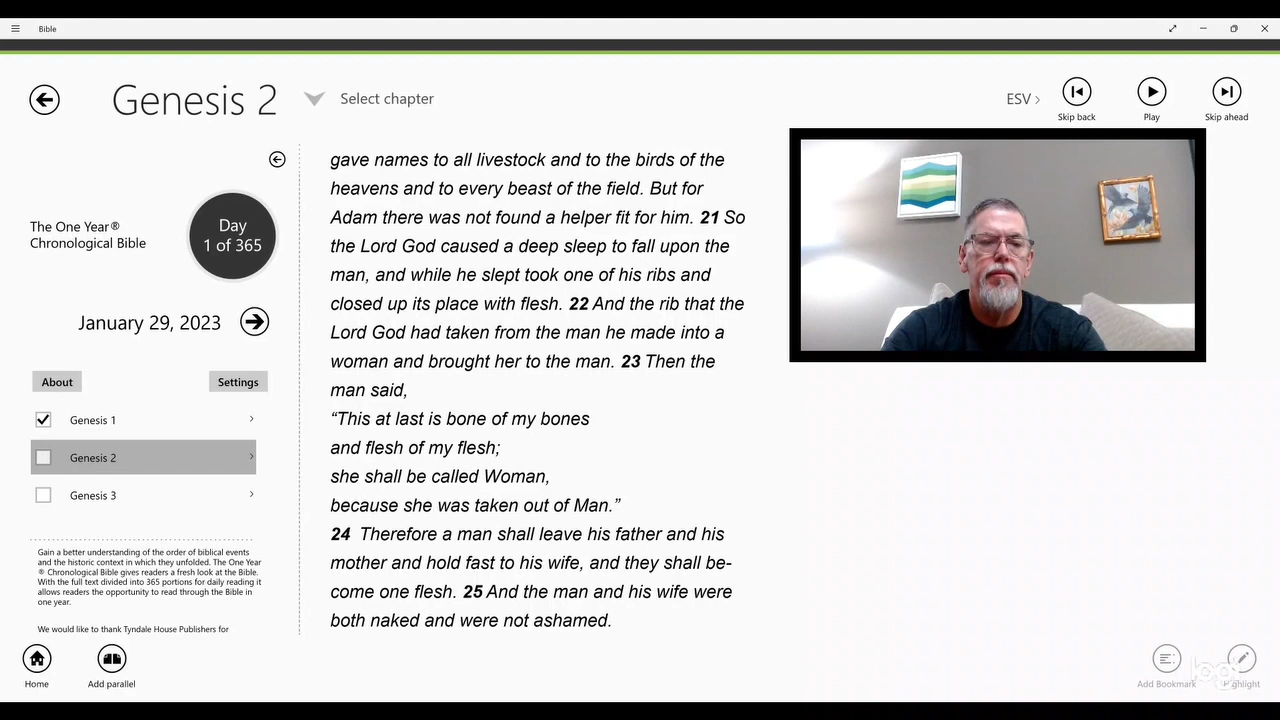 Bible
Genesis 2
Select chapter
ESV
Skip back
Play
Skip ahead
The One Year®
Chronological Bible
Day
1 of 365
January 29, 2023
About
Settings
Genesis 1
Genesis 2
Genesis 3
Gain a better understanding of the order of biblical events
and the historic context in which they unfolded. The One Year
® Chronological Bible gives readers a fresh look at the Bible.
With the full text divided into 365 portions for daily reading it
allows readers the opportunity to read through the Bible in
one year.
We would like to thank Tyndale House Publishers for
gave names to all livestock and to the birds of the
heavens and to every beast of the field. But for
Adam there was not found a helper fit for him. 21 So
the Lord God caused a deep sleep to fall upon the
man, and while he slept took one of his ribs and
closed up its place with flesh. 22 And the rib that the
Lord God had taken from the man he made into a
woman and brought her to the man. 23 Then the
man said,
“This at last is bone of my bones
and flesh of my flesh;
she shall be called Woman,
because she was taken out of Man.”
24 Therefore a man shall leave his father and his
mother and hold fast to his wife, and they shall be-
come one flesh. 25 And the man and his wife were
both naked and were not ashamed.
Home
Add parallel
Add Bookmark
Highlight
logi